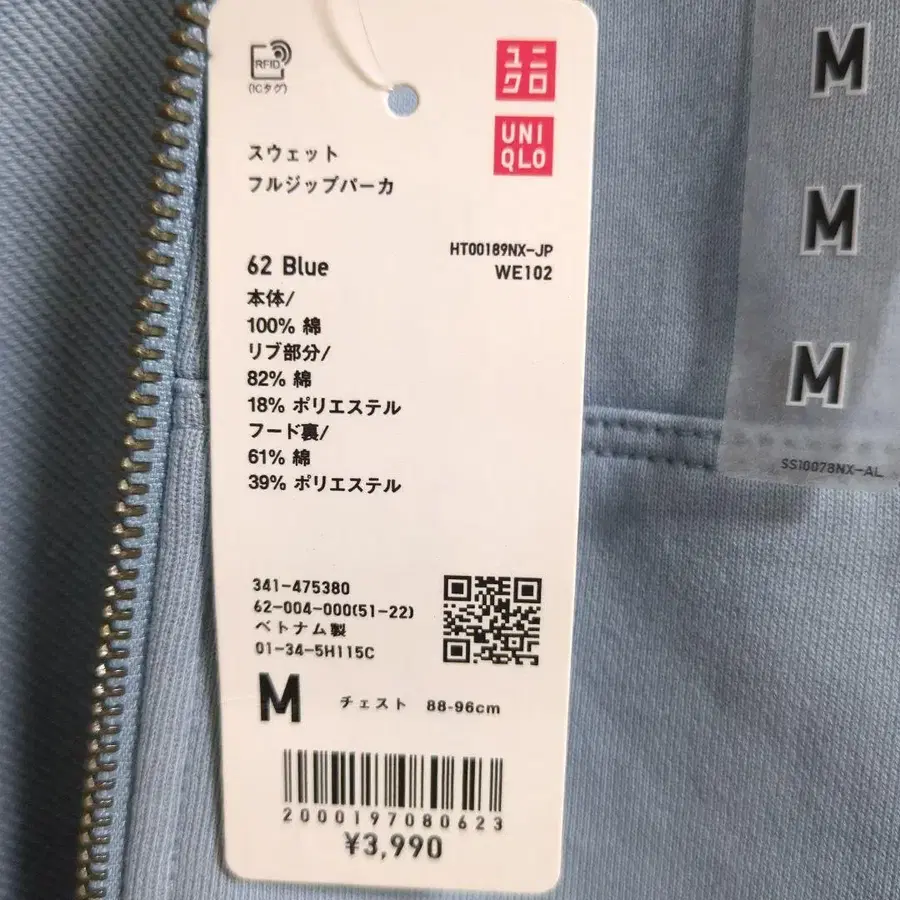 RFID
(ICタグ)
ユニ
クロ
UNI
QLO
スウェット
フルジップパーカ
HT00189NX-JP
62 Blue
WE102
本体/
100% 綿
リブ部分/
82% 綿
18% ポリエステル
フード裏/
61% 綿
39% ポリエステル
341-475380
62-004-000(51-22)
ベトナム製
01-34-5H115C
M チェスト 88-96cm
2000197080623
¥3,990
M
M
M
SS10078NX-AL